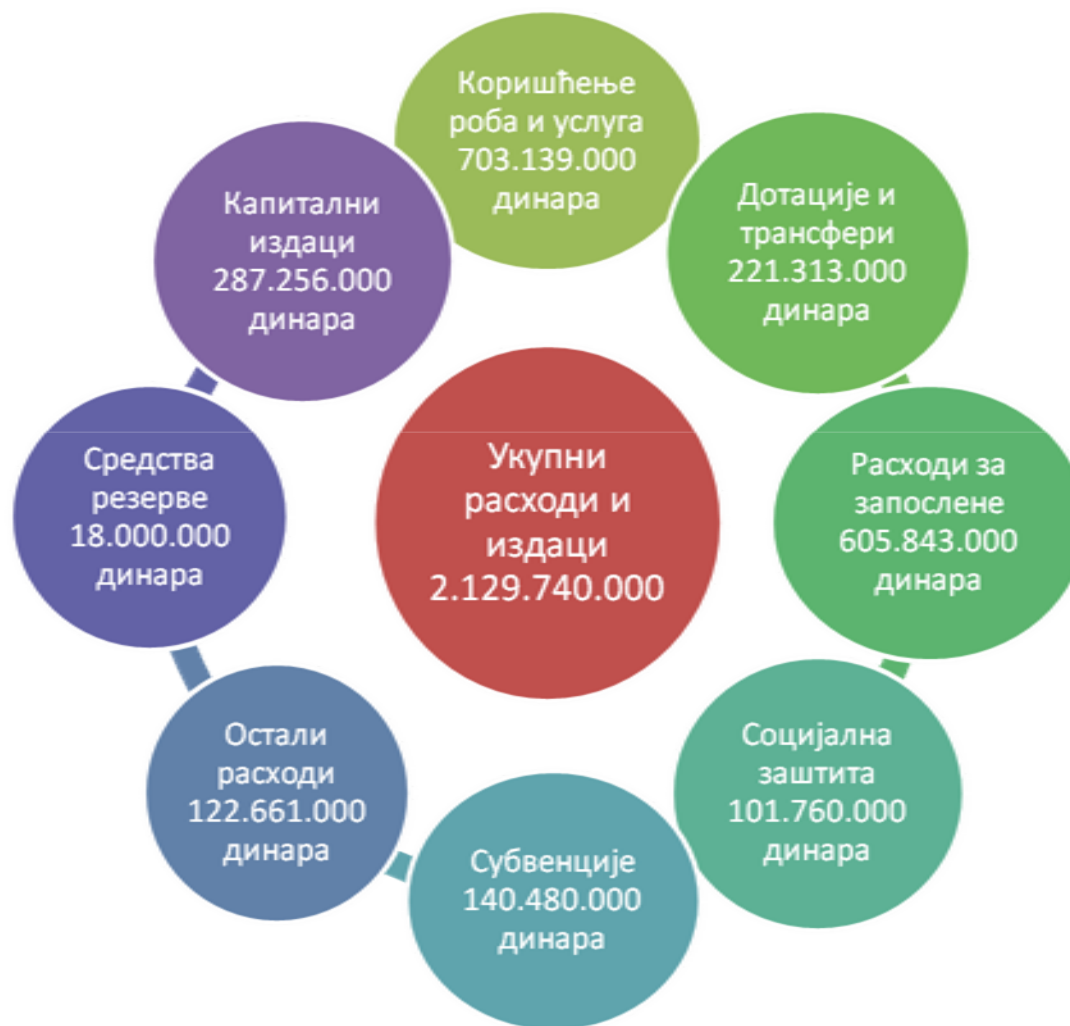 Коришћење
роба и услуга
703.139.000
динара
Дотације и
трансфери
221.313.000
динара
Расходи за
запослене
605.843.000
динара
Социјална
заштита
101.760.000
динара
Субвенције
140.480.000
динара
Остали
расходи
122.661.000
динара
Средства
резерве
18.000.000
динара
Капитални
издаци
287.256.000
динара
Укупни
расходи и
издаци
2.129.740.000